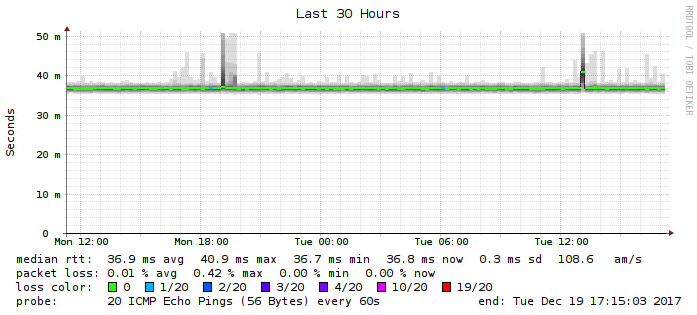 Last 30 Hours
RRDTOOL / TOBI OETIKER
50 m
40 m
30 m
20 m
10 m
0
Seconds
Mon 12:00 Mon 18:00 Tue 00:00 Tue 06:00 Tue 12:00
median rtt: 36.9 ms avg 40.9 ms max 36.7 ms min 36.8 ms now 0.3 ms sd 108.6 am/s
packet loss: 0.01 % avg 0.42 % max 0.00 % min 0.00 % now
loss color: 0 1/20 2/20 3/20 4/20 10/20 19/20
probe: 20 ICMP Echo Pings (56 Bytes) every 60s end: Tue Dec 19 17:15:03 2017